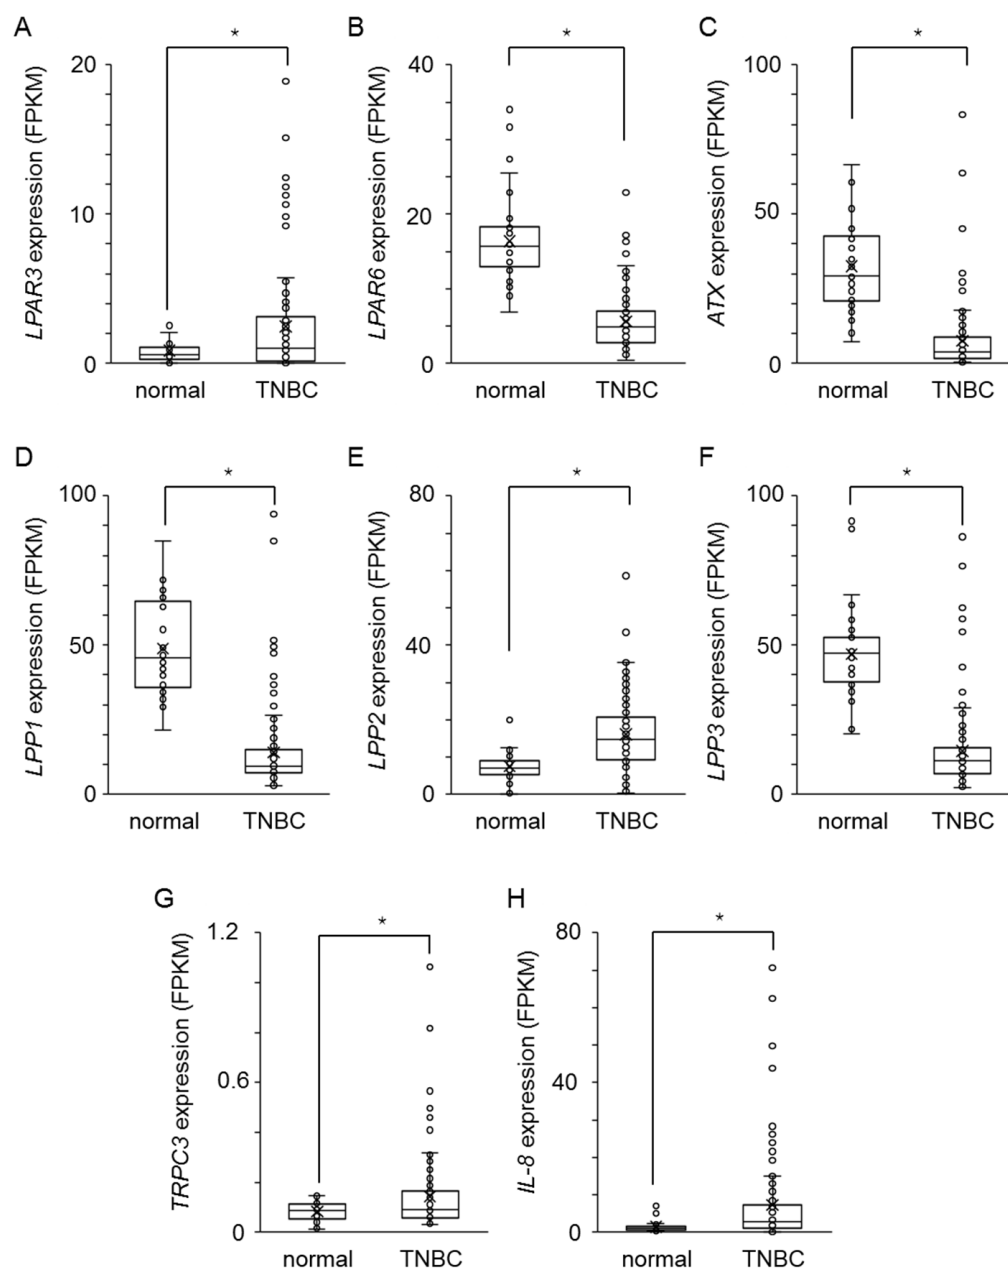 A
*
LPAR3 expression (FPKM)
20
10
0
normal TNBC
B
*
LPAR6 expression (FPKM)
40
20
0
normal TNBC
C
*
ATX expression (FPKM)
100
50
0
normal TNBC
D
*
LPP1 expression (FPKM)
100
50
0
normal TNBC
E
*
LPP2 expression (FPKM)
80
40
0
normal TNBC
F
*
LPP3 expression (FPKM)
100
50
0
normal TNBC
G
*
TRPC3 expression (FPKM)
1.2
0.6
0
normal TNBC
H
*
IL-8 expression (FPKM)
80
40
0
normal TNBC